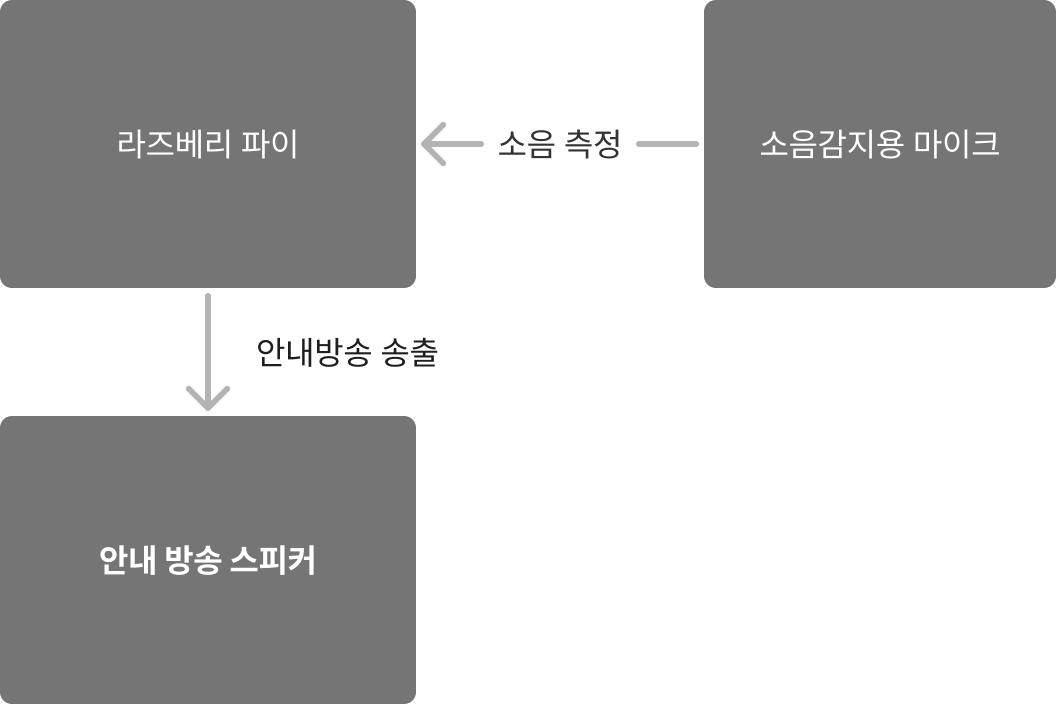 라즈베리 파이
소음 측정
소음감지용 마이크
안내방송 송출
안내 방송 스피커